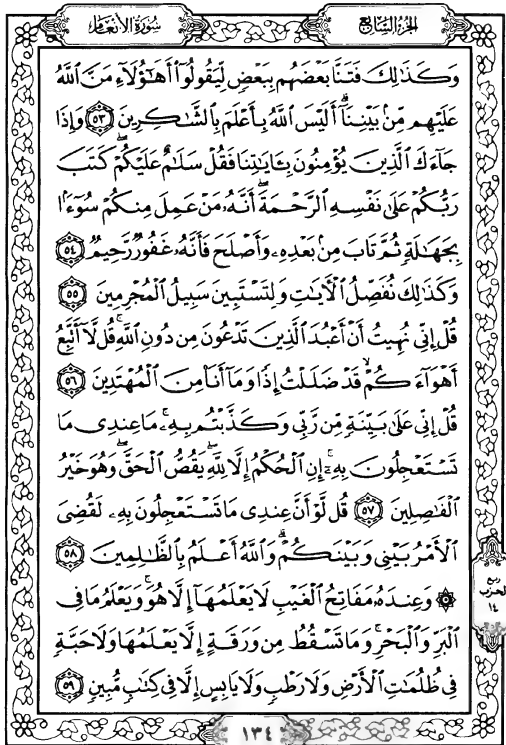 الجزء السابع
سورة الأنعام
وَكَذَٰلِكَ فَتَنَّا بَعْضَهُم بِبَعْضٍ لِّيَقُولُوٓا۟ أَهَٰٓؤُلَآءِ مَنَّ ٱللَّهُ
عَلَيْهِم مِّنۢ بَيْنِنَآ ۗ أَلَيْسَ ٱللَّهُ بِأَعْلَمَ بِٱلشَّٰكِرِينَ ٥٣ وَإِذَا
جَآءَكَ ٱلَّذِينَ يُؤْمِنُونَ بِـَٔايَٰتِنَا فَقُلْ سَلَٰمٌ عَلَيْكُمْ ۖ كَتَبَ
رَبُّكُمْ عَلَىٰ نَفْسِهِ ٱلرَّحْمَةَ ۖ أَنَّهُۥ مَنْ عَمِلَ مِنكُمْ سُوٓءًۢا
بِجَهَٰلَةٍ ثُمَّ تَابَ مِنۢ بَعْدِهِۦ وَأَصْلَحَ فَأَنَّهُۥ غَفُورٌ رَّحِيمٌ ٥٤
وَكَذَٰلِكَ نُفَصِّلُ ٱلْـَٔايَٰتِ وَلِتَسْتَبِينَ سَبِيلُ ٱلْمُجْرِمِينَ ٥٥
قُلْ إِنِّى نُهِيتُ أَنْ أَعْبُدَ ٱلَّذِينَ تَدْعُونَ مِن دُونِ ٱللَّهِ ۚ قُل لَّآ أَتَّبِعُ
أَهْوَآءَكُمْ ۙ قَدْ ضَلَلْتُ إِذًا وَمَآ أَنَا۠ مِنَ ٱلْمُهْتَدِينَ ٥٦
قُلْ إِنِّى عَلَىٰ بَيِّنَةٍ مِّن رَّبِّى وَكَذَّبْتُم بِهِۦ ۚ مَا عِندِى مَا
تَسْتَعْجِلُونَ بِهِۦٓ ۚ إِنِ ٱلْحُكْمُ إِلَّا لِلَّهِ ۖ يَقُصُّ ٱلْحَقَّ ۖ وَهُوَ خَيْرُ
ٱلْفَٰصِلِينَ ٥٧ قُل لَّوْ أَنَّ عِندِى مَا تَسْتَعْجِلُونَ بِهِۦ لَقُضِىَ
ٱلْأَمْرُ بَيْنِى وَبَيْنَكُمْ ۗ وَٱللَّهُ أَعْلَمُ بِٱلظَّٰلِمِينَ ٥٨
۞ وَعِندَهُۥ مَفَاتِحُ ٱلْغَيْبِ لَا يَعْلَمُهَآ إِلَّا هُوَ ۚ وَيَعْلَمُ مَا فِى
ٱلْبَرِّ وَٱلْبَحْرِ ۚ وَمَا تَسْقُطُ مِن وَرَقَةٍ إِلَّا يَعْلَمُهَا وَلَا حَبَّةٍ
فِى ظُلُمَٰتِ ٱلْأَرْضِ وَلَا رَطْبٍ وَلَا يَابِسٍ إِلَّا فِى كِتَٰبٍ مُّبِينٍ ٥٩
ربع
الحزب
١٤
١٣٤